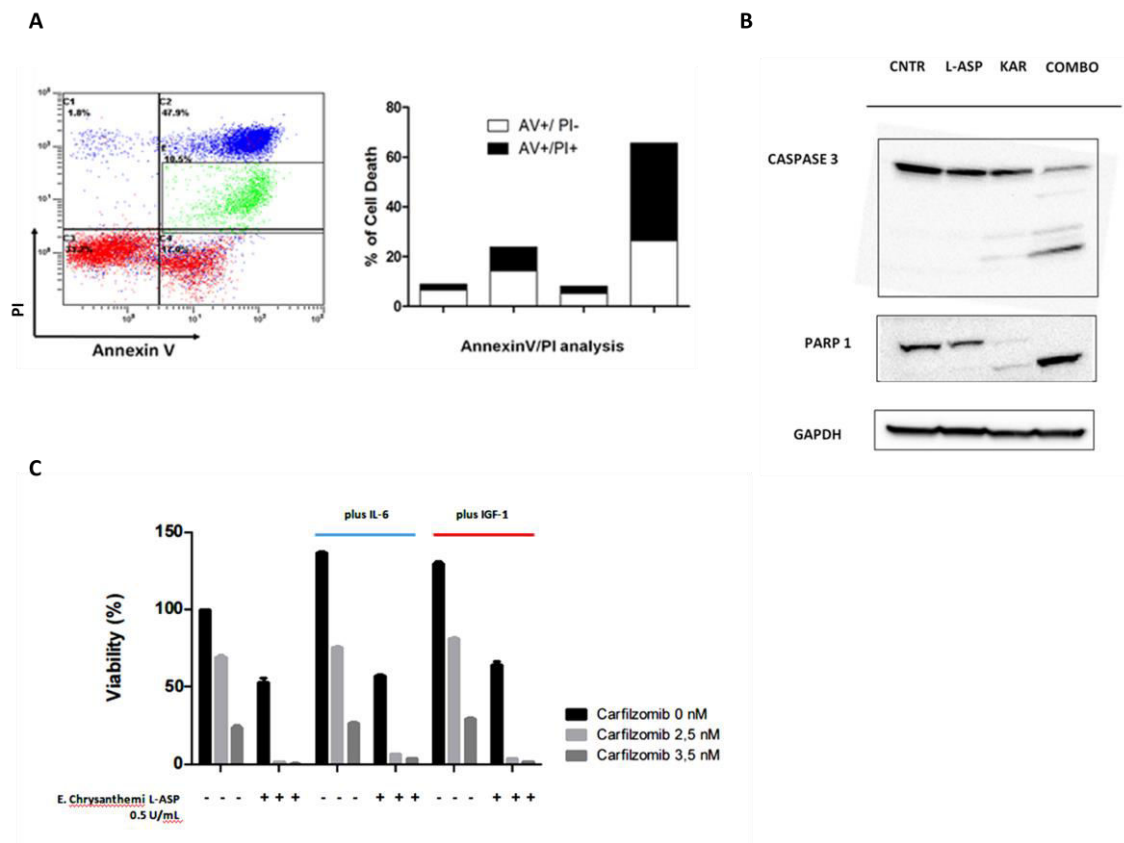 A
C1
1.8%
C2
47.9%
10.5%
C3
C4
PI
Annexin V
80
60
40
20
0
% of Cell Death
AV+/ PI-
AV+/PI+
AnnexinV/PI analysis
B
CNTR L-ASP KAR COMBO
CASPASE 3
PARP 1
GAPDH
C
plus IL-6 plus IGF-1
150
100
50
0
Viability (%)
Carfilzomib 0 nM
Carfilzomib 2,5 nM
Carfilzomib 3,5 nM
E. Chrysanthemi L-ASP - - - + + + - - - + + + - - - + + +
0.5 U/mL